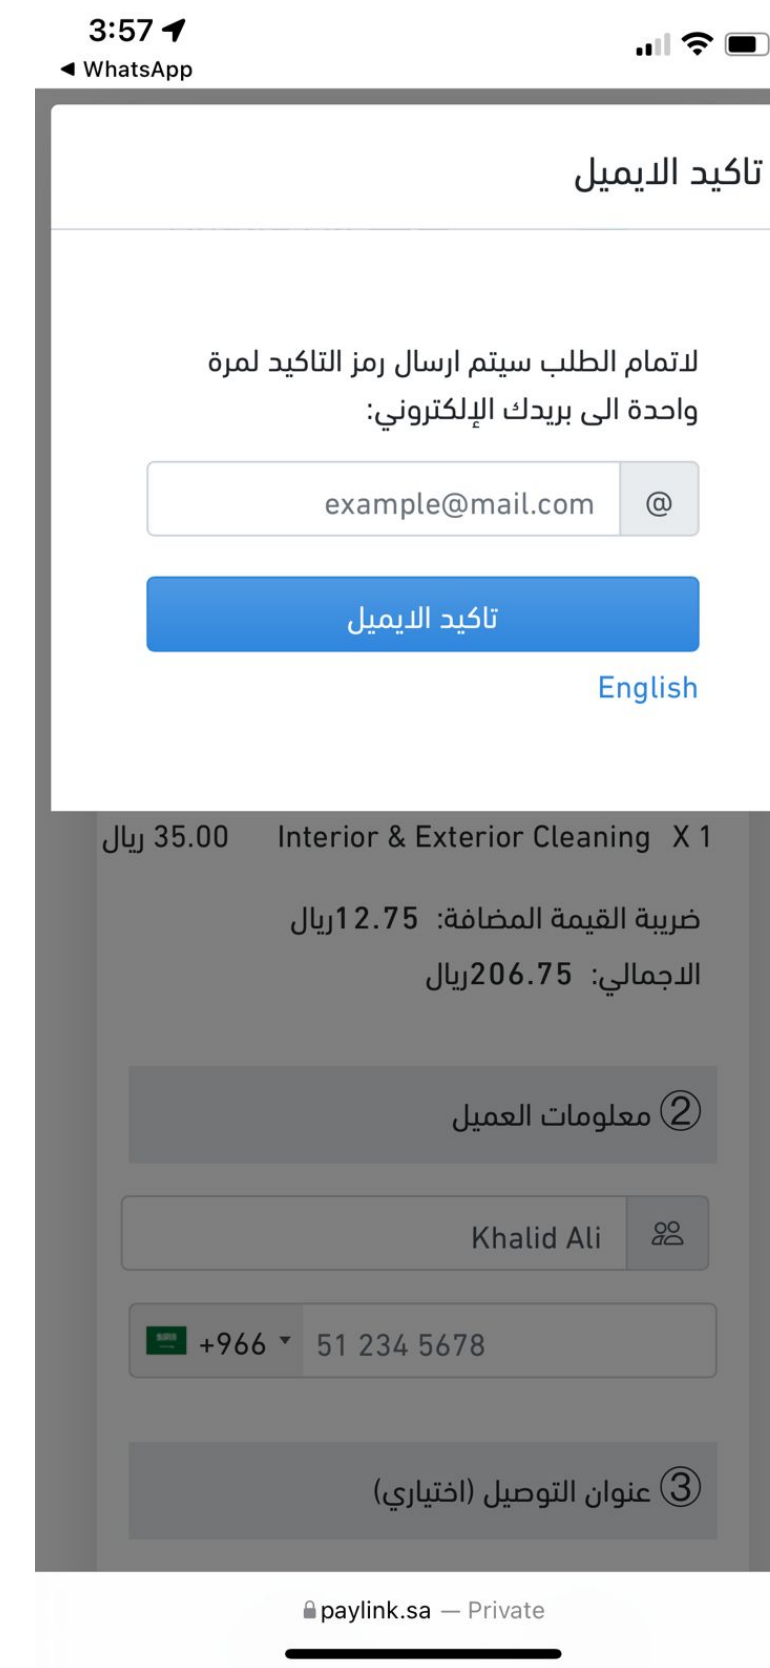 3:57
◀ WhatsApp
تاكيد الايميل
لاتمام الطلب سيتم ارسال رمز التاكيد لمرة
واحدة الى بريدك الإلكتروني:
example@mail.com @
تاكيد الايميل
English
35.00 ريال Interior & Exterior Cleaning X 1
ضريبة القيمة المضافة: 12.75ريال
الاجمالي: 206.75ريال
② معلومات العميل
Khalid Ali
+966 51 234 5678
③ عنوان التوصيل (اختياري)
paylink.sa — Private